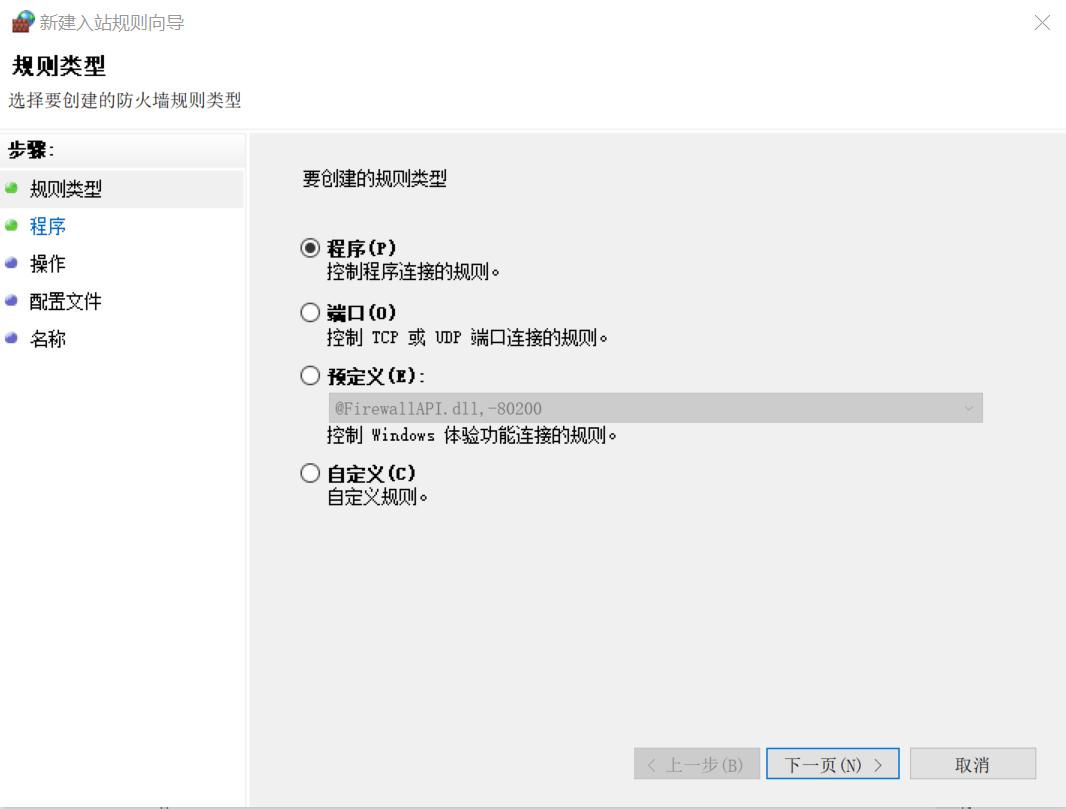 新建入站规则向导
规则类型
选择要创建的防火墙规则类型
步骤:
规则类型
程序
操作
配置文件
名称
要创建的规则类型
程序(P)
控制程序连接的规则。
端口(O)
控制 TCP 或 UDP 端口连接的规则。
预定义(E):
@FirewallAPI.dll,-80200
控制 Windows 体验功能连接的规则。
自定义(C)
自定义规则。
< 上一步(B)
下一页(N) >
取消